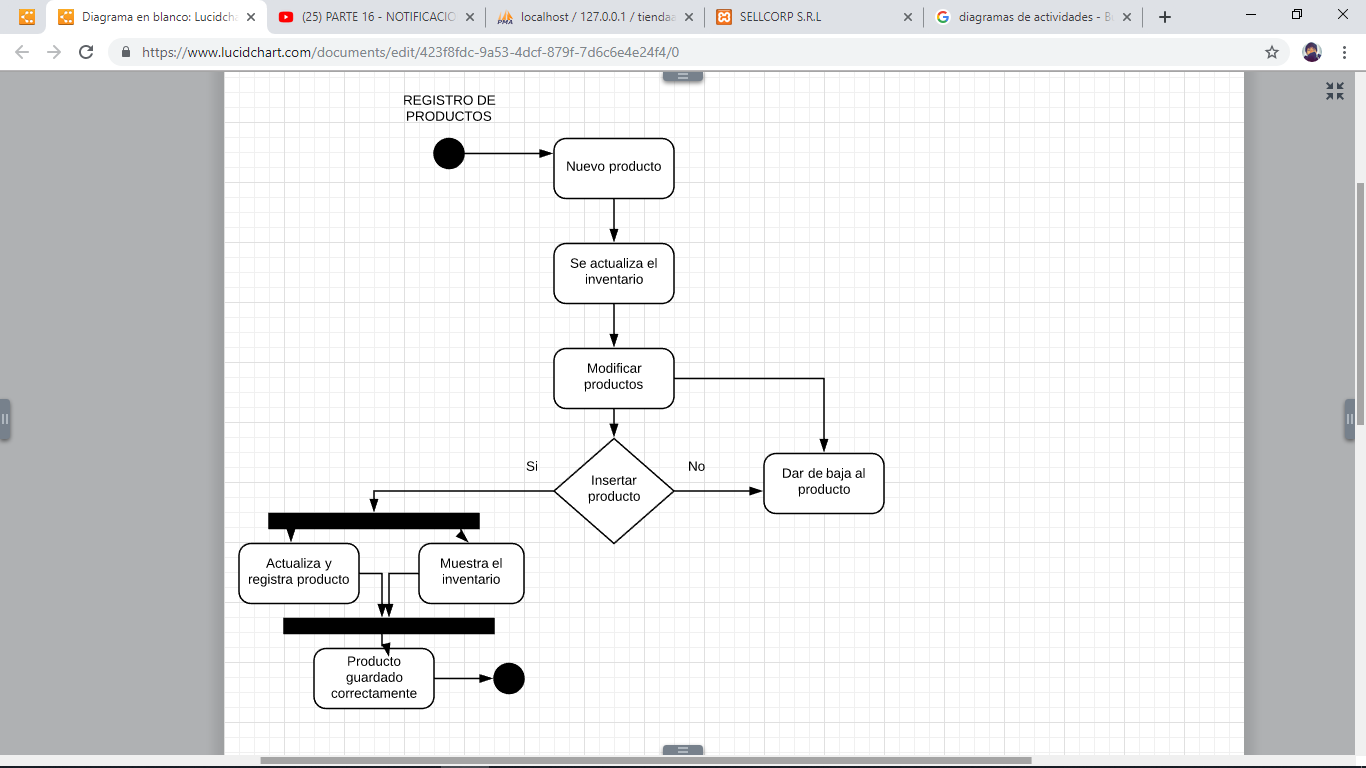 Diagrama en blanco: Lucidch
(25) PARTE 16 - NOTIFICACIO
localhost / 127.0.0.1 / tienda
SELLCORP S.R.L
diagramas de actividades - B
https://www.lucidchart.com/documents/edit/423f8fdc-9a53-4dcf-879f-7d6c6e4e24f4/0
REGISTRO DE
PRODUCTOS
Nuevo producto
Se actualiza el
inventario
Modificar
productos
Si
Insertar
producto
No
Dar de baja al
producto
Actualiza y
registra producto
Muestra el
inventario
Producto
guardado
correctamente